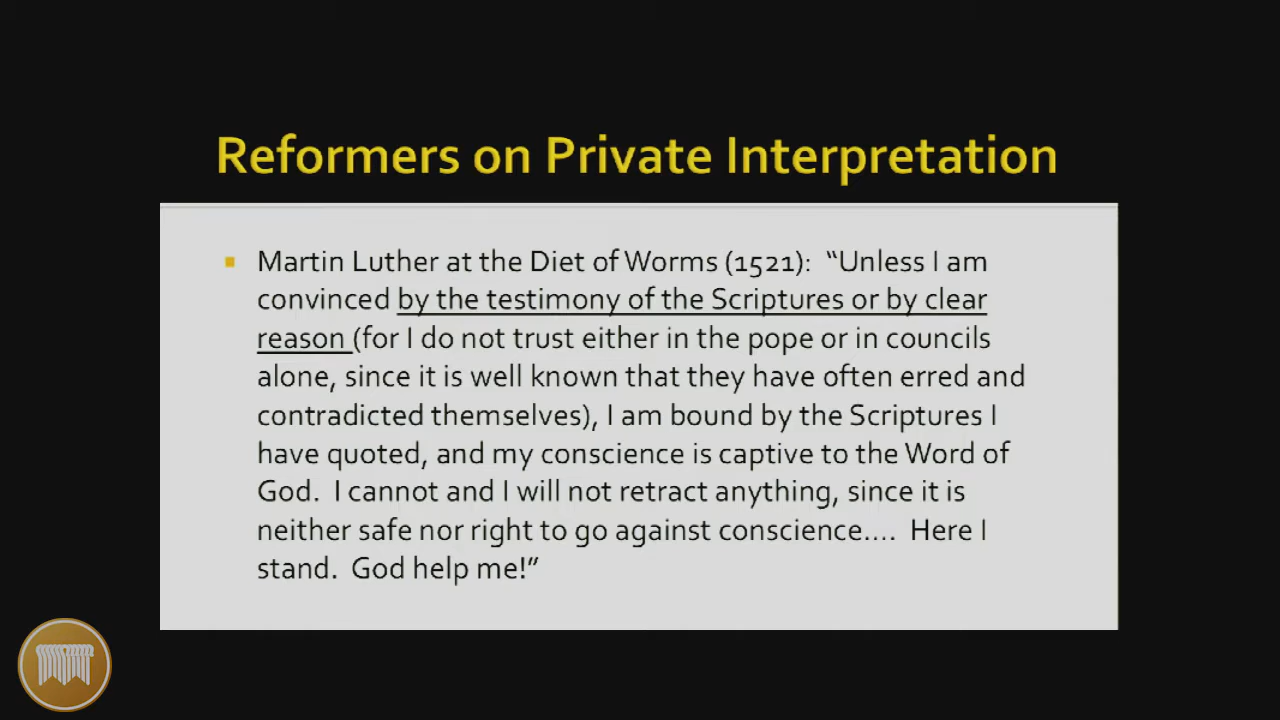 Reformers on Private Interpretation
Martin Luther at the Diet of Worms (1521):  “Unless I am
convinced by the testimony of the Scriptures or by clear
reason (for I do not trust either in the pope or in councils
alone, since it is well known that they have often erred and
contradicted themselves), I am bound by the Scriptures I
have quoted, and my conscience is captive to the Word of
God.  I cannot and I will not retract anything, since it is
neither safe nor right to go against conscience....  Here I
stand.  God help me!”